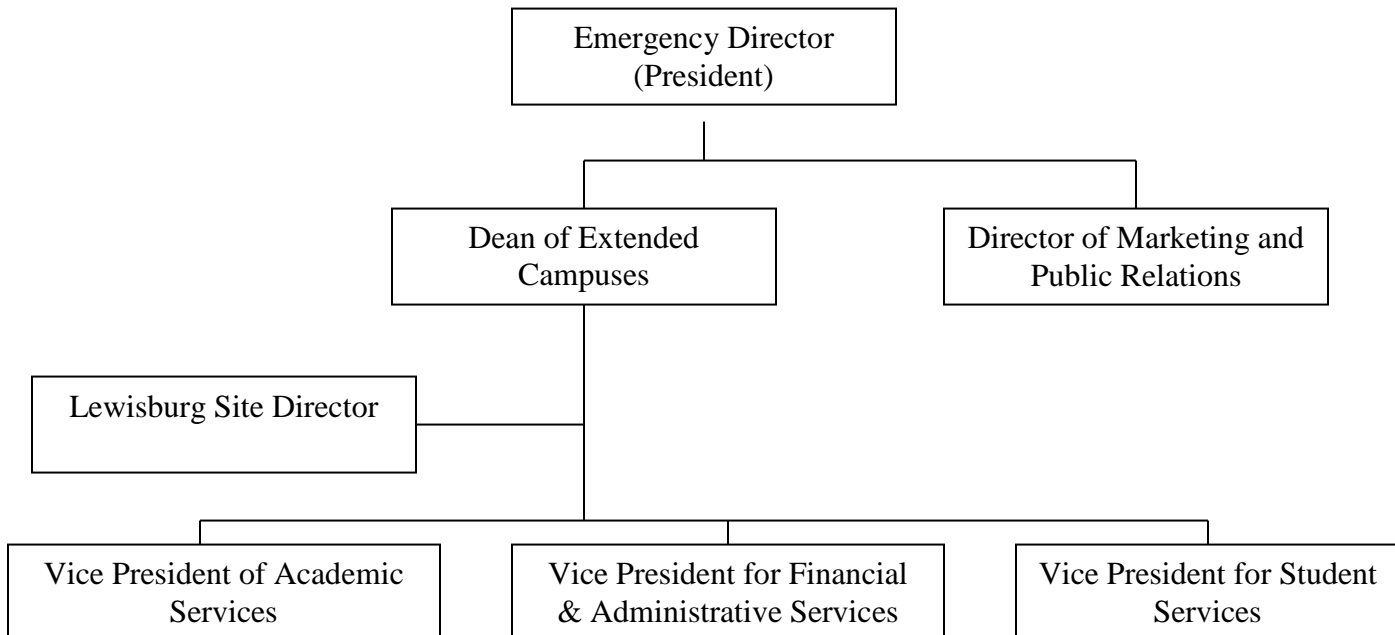 Emergency Director
(President)
Dean of Extended
Campuses
Director of Marketing and
Public Relations
Lewisburg Site Director
Vice President of Academic
Services
Vice President for Financial
& Administrative Services
Vice President for Student
Services